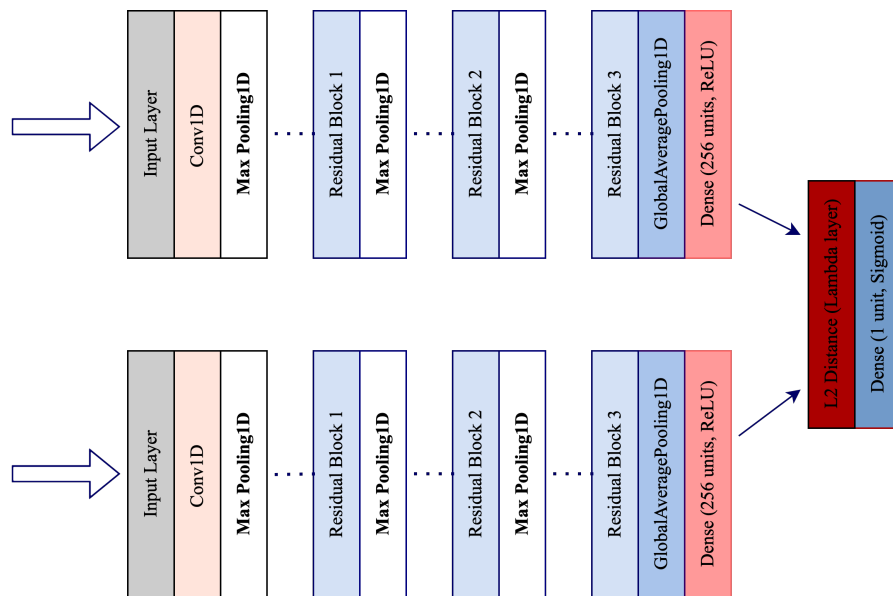 Input Layer
Conv1D
Max Pooling1D
Residual Block 1
Max Pooling1D
Residual Block 2
Max Pooling1D
Residual Block 3
GlobalAveragePooling1D
Dense (256 units, ReLU)
Input Layer
Conv1D
Max Pooling1D
Residual Block 1
Max Pooling1D
Residual Block 2
Max Pooling1D
Residual Block 3
GlobalAveragePooling1D
Dense (256 units, ReLU)
L2 Distance (Lambda layer)
Dense (1 unit, Sigmoid)